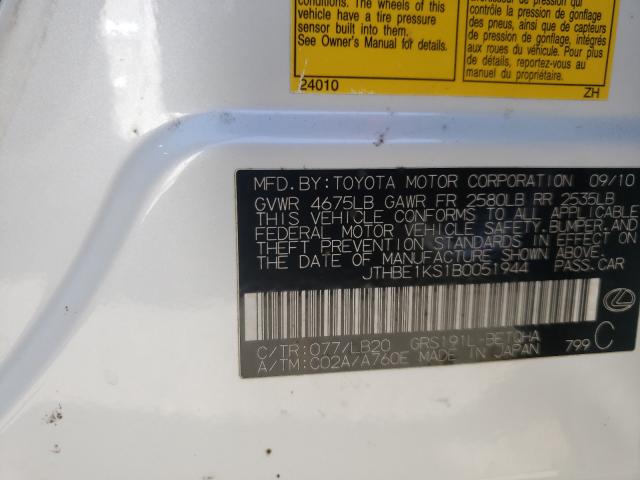 conditions. The wheels of this
vehicle have a tire pressure
sensor built into them.
See Owner's Manual for details.
24010
de pression qui
contrôle la pression de gonflage
des pneus, ainsi que de capteurs
de pression de gonflage, intégrés
aux roues du véhicule. Pour plus
de détails, reportez-vous au
manuel du propriétaire.
ZH
MFD.BY:TOYOTA MOTOR CORPORATION 09/10
GVWR 4675LB GAWR FR 2580LB RR 2535LB
THIS VEHICLE CONFORMS TO ALL APPLICABLE
FEDERAL MOTOR VEHICLE SAFETY,BUMPER,AND
THEFT PREVENTION STANDARDS IN EFFECT ON
THE DATE OF MANUFACTURE SHOWN ABOVE.
JTHBE1KS1B0051944 PASS.CAR
C/TR:077/LB20 GRS191L-BETQHA
A/TM:C02A/A760E MADE IN JAPAN 799 C